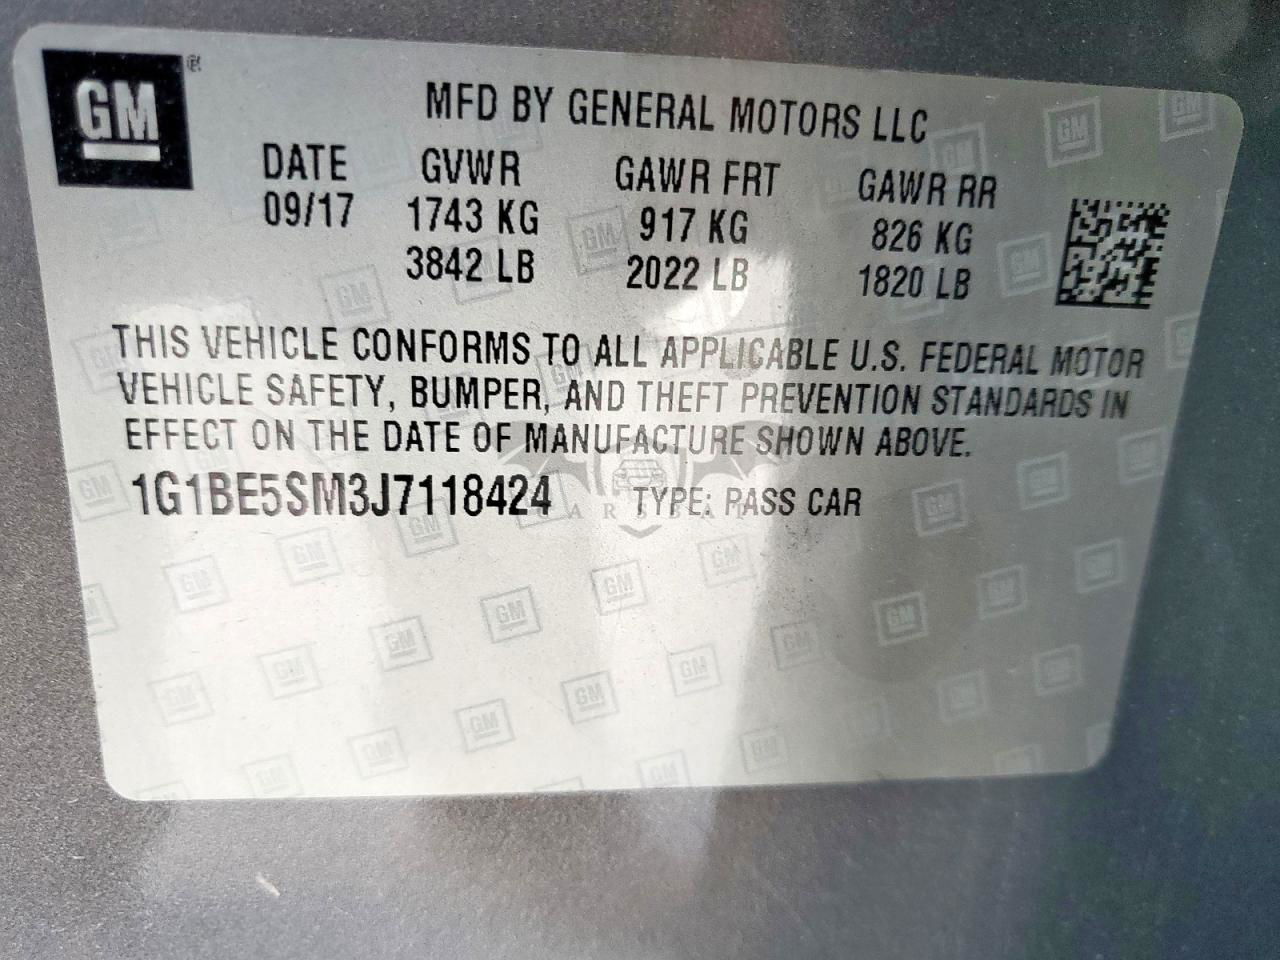 GM
MFD BY GENERAL MOTORS LLC
DATE GVWR GAWR FRT GAWR RR
09/17 1743 KG 917 KG 826 KG
3842 LB 2022 LB 1820 LB
THIS VEHICLE CONFORMS TO ALL APPLICABLE U.S. FEDERAL MOTOR
VEHICLE SAFETY, BUMPER, AND THEFT PREVENTION STANDARDS IN
EFFECT ON THE DATE OF MANUFACTURE SHOWN ABOVE.
1G1BE5SM3J7118424 TYPE: PASS CAR